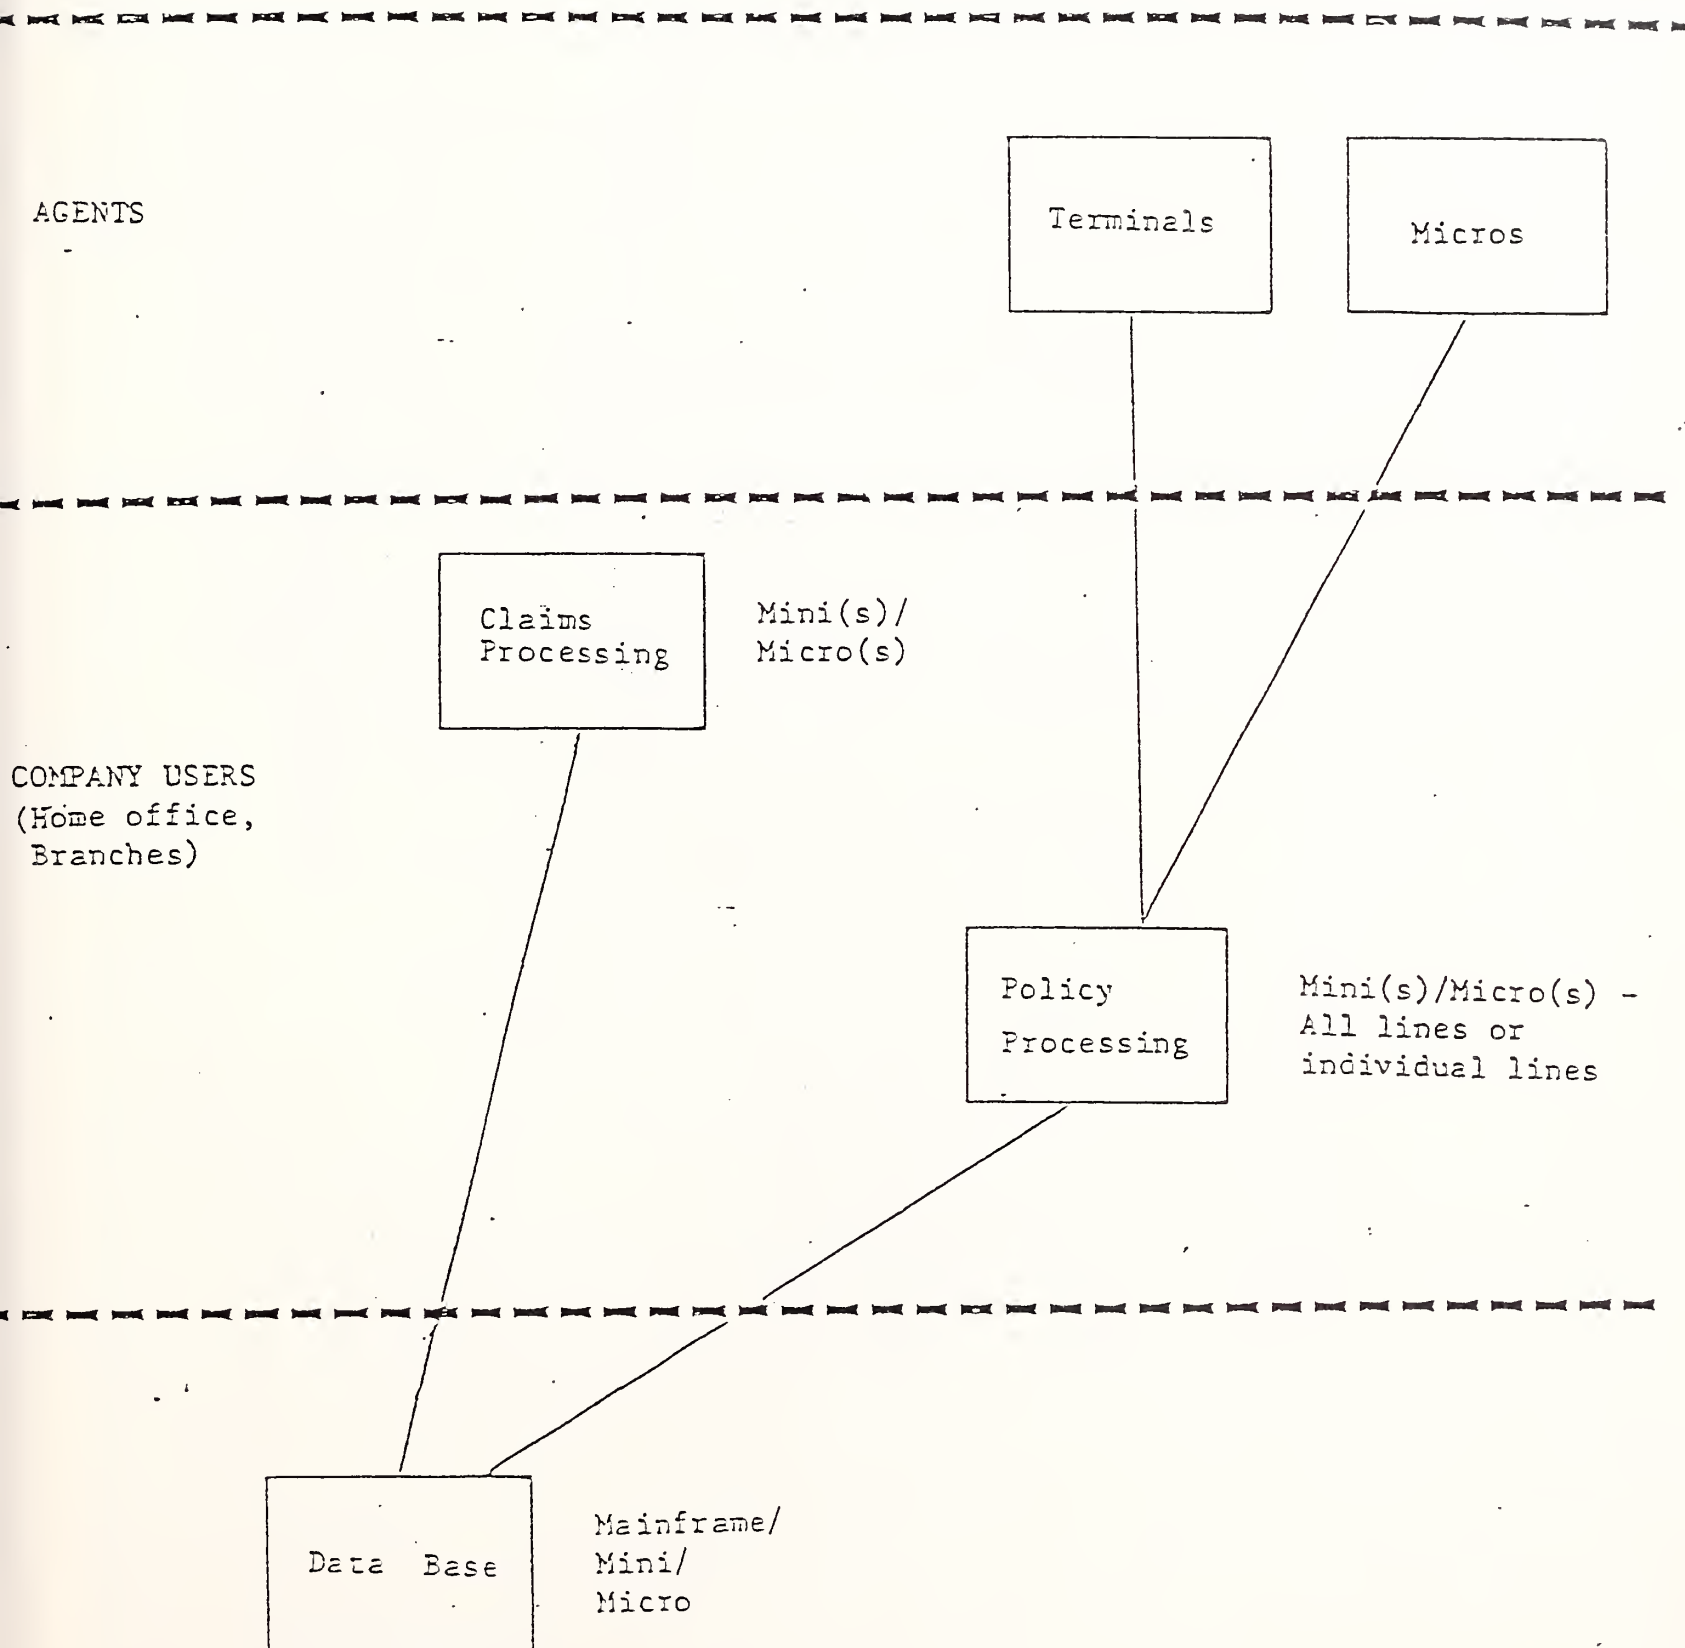 AGENTS
Terminals
Micros
Claims
Processing
Mini(s)/
Micro(s)
COMPANY USERS
(Home office,
Branches)
Policy
Processing
Mini(s)/Micro(s) -
All lines or
individual lines
Data Base
Mainframe/
Mini/
Micro